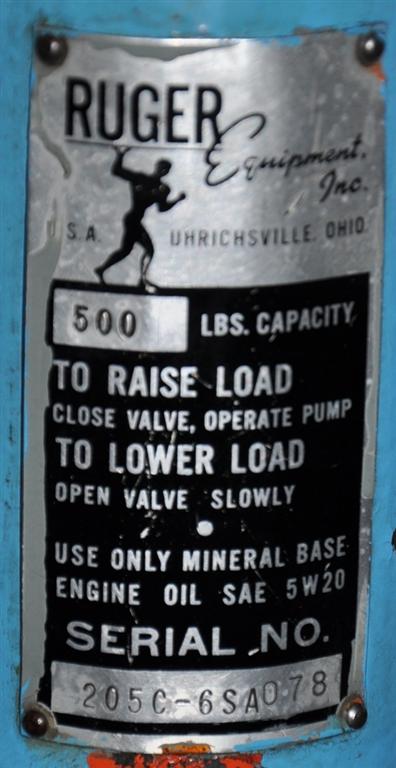 RUGER
Equipment,
Inc.
U.S.A. UHRICHSVILLE, OHIO
500 LBS. CAPACITY
TO RAISE LOAD
CLOSE VALVE, OPERATE PUMP
TO LOWER LOAD
OPEN VALVE SLOWLY
USE ONLY MINERAL BASE
ENGINE OIL SAE 5W20
SERIAL NO.
205C-6SA078